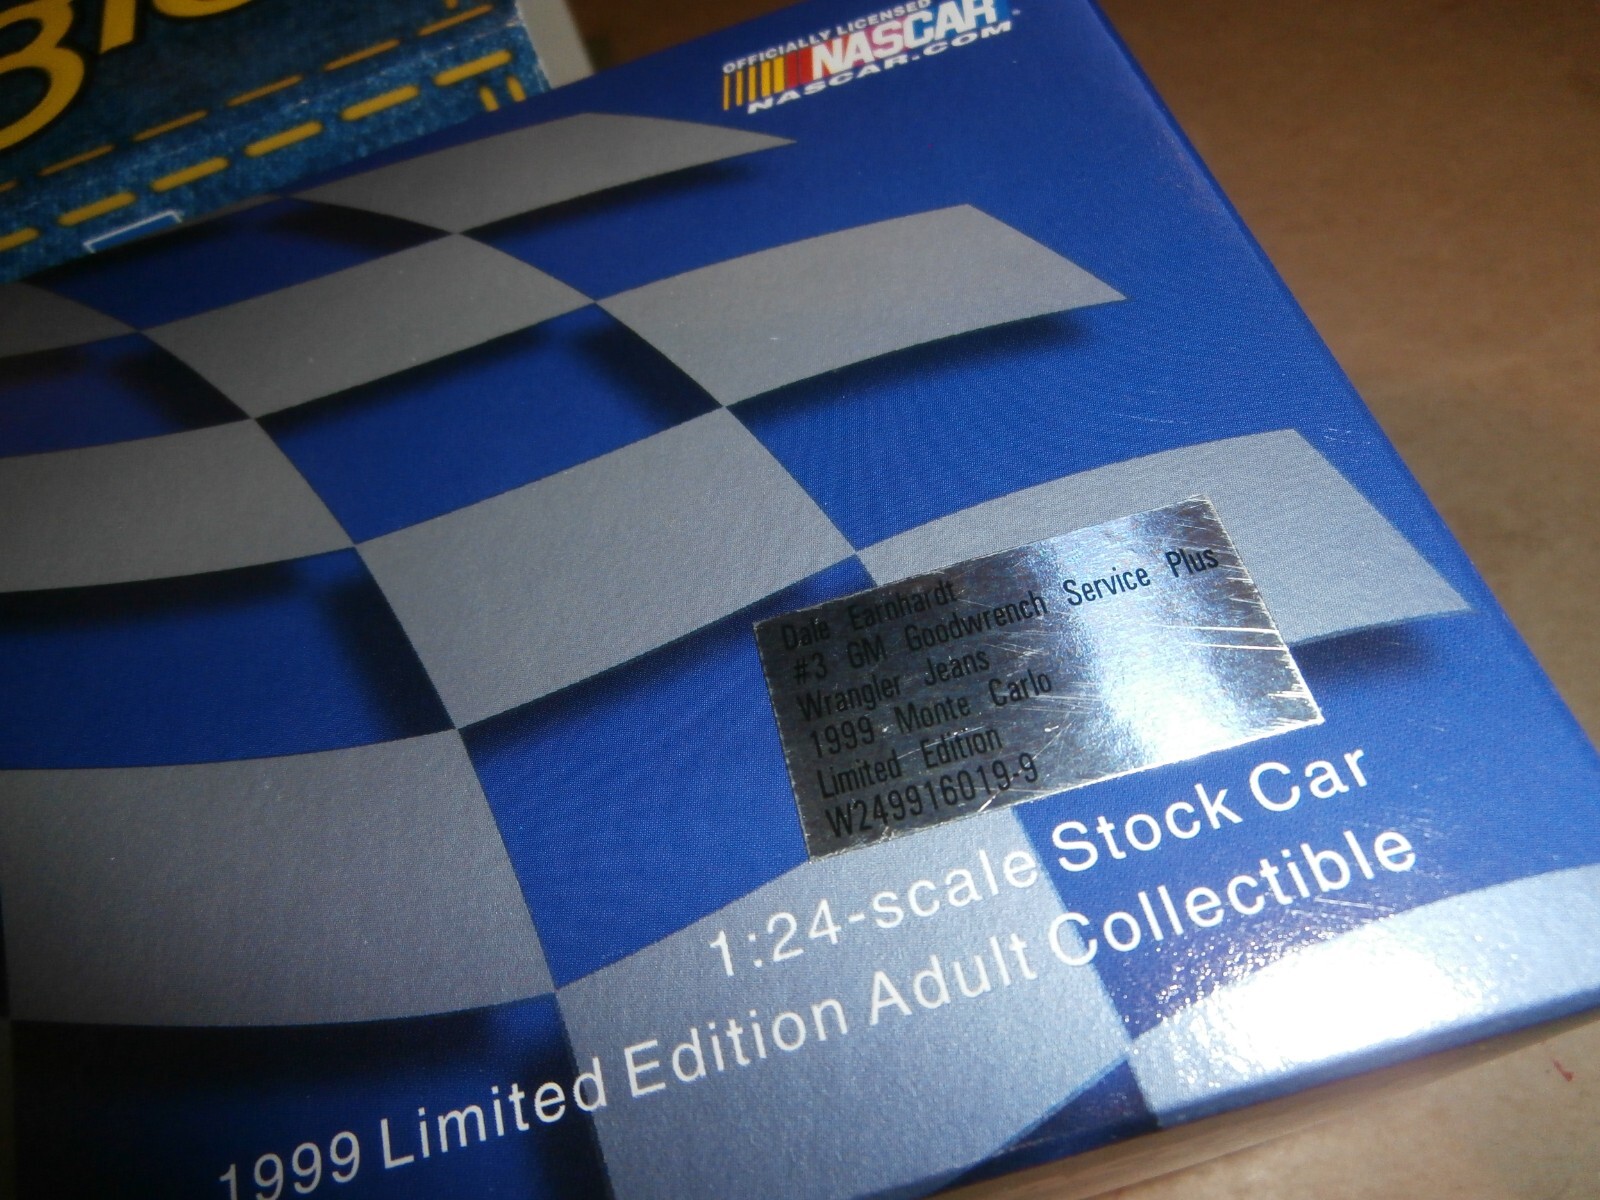 OFFICIALLY LICENSED
NASCAR
NASCAR.COM
Dale Earnhardt
#3 GM Goodwrench Service Plus
Wrangler Jeans
1999 Monte Carlo
Limited Edition
W249916019-9
1:24-scale Stock Car
1999 Limited Edition Adult Collectible